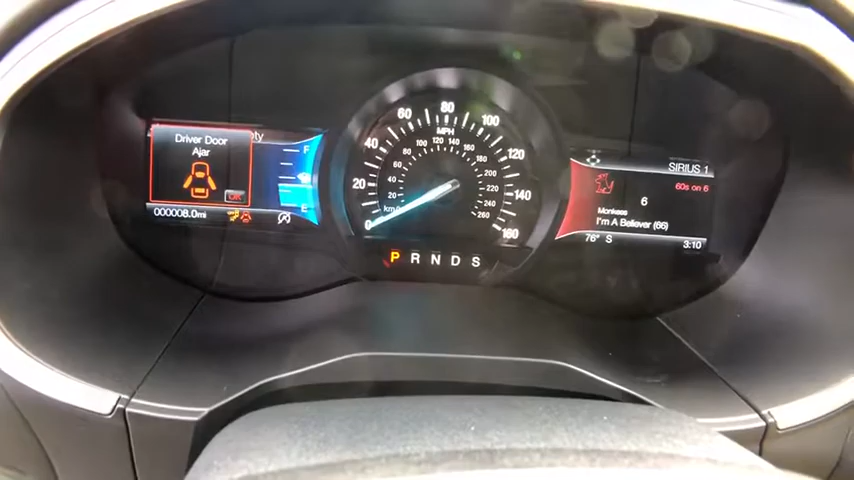 Driver Door
Ajar
OK
ty
000008.0mi
F
E
MPH
0 20 40 60 80 100 120 140 160
km/h
20 40 60 80 100 120 140 160 180 200 220 240 260
P R N D S
SIRIUS 1
60s on 6
6
Monkees
I'm A Believer (66)
76° S
3:10